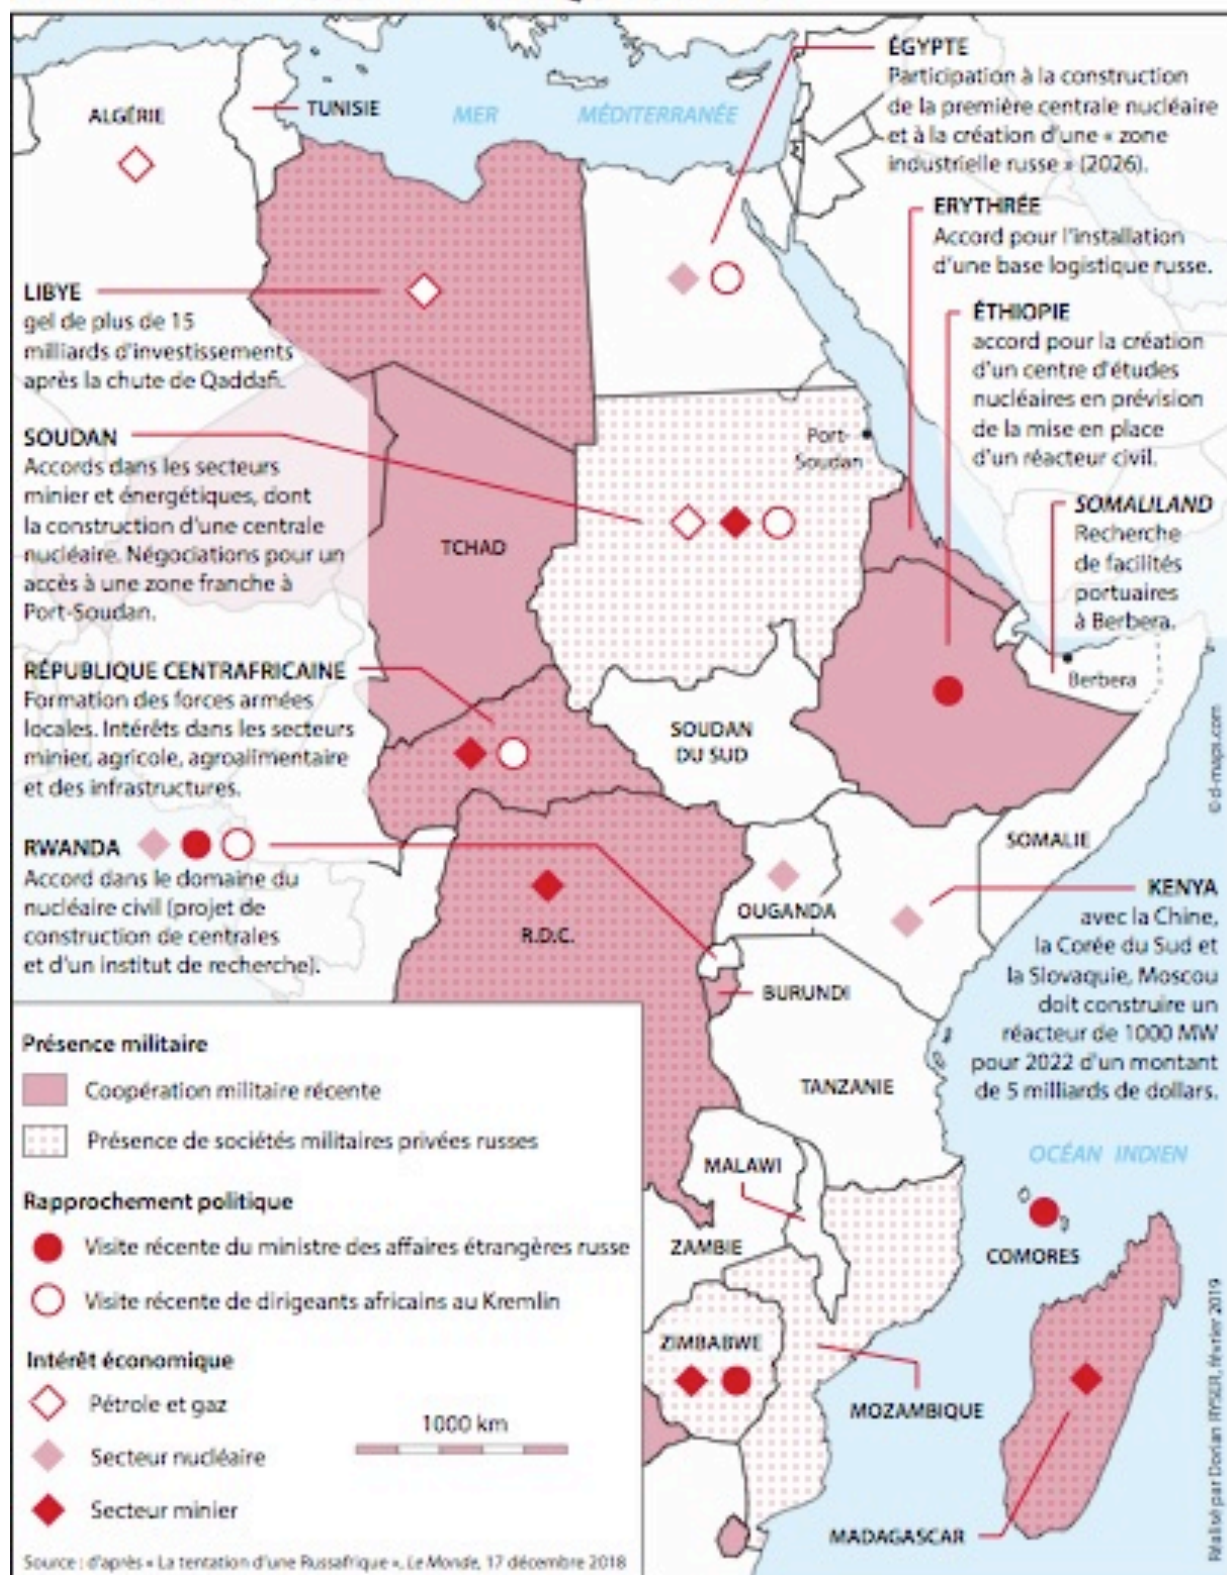 ÉGYPTE
Participation à la construction
de la première centrale nucléaire
et à la création d'une « zone
industrielle russe » (2026).
ALGÉRIE
TUNISIE
MER MÉDITERRANÉE
ERYTHRÉE
Accord pour l'installation
d'une base logistique russe.
LIBYE
gel de plus de 15
milliards d'investissements
après la chute de Qaddafi.
ÉTHIOPIE
accord pour la création
d'un centre d'études
nucléaires en prévision
de la mise en place
d'un réacteur civil.
SOUDAN
Accords dans les secteurs
minier et énergétiques, dont
la construction d'une centrale
nucléaire. Négociations pour un
accès à une zone franche à
Port-Soudan.
Port-
Soudan
TCHAD
SOMALILAND
Recherche
de facilités
portuaires
à Berbera.
Berbera
RÉPUBLIQUE CENTRAFRICAINE
Formation des forces armées
locales. Intérêts dans les secteurs
minier, agricole, agroalimentaire
et des infrastructures.
SOUDAN
DU SUD
© d-maps.com
SOMALIE
RWANDA
Accord dans le domaine du
nucléaire civil (projet de
construction de centrales
et d'un institut de recherche).
R.D.C.
OUGANDA
KENYA
avec la Chine,
la Corée du Sud et
la Slovaquie, Moscou
doit construire un
réacteur de 1000 MW
pour 2022 d'un montant
de 5 milliards de dollars.
BURUNDI
TANZANIE
OCÉAN INDIEN
MALAWI
ZAMBIE
COMORES
ZIMBABWE
MOZAMBIQUE
MADAGASCAR
Présence militaire
Coopération militaire récente
Présence de sociétés militaires privées russes
Rapprochement politique
Visite récente du ministre des affaires étrangères russe
Visite récente de dirigeants africains au Kremlin
Intérêt économique
Pétrole et gaz
Secteur nucléaire
Secteur minier
1000 km
Source : d'après « La tentation d'une Russafrique », Le Monde, 17 décembre 2018
Réalisé par Dorian RYSER, février 2019